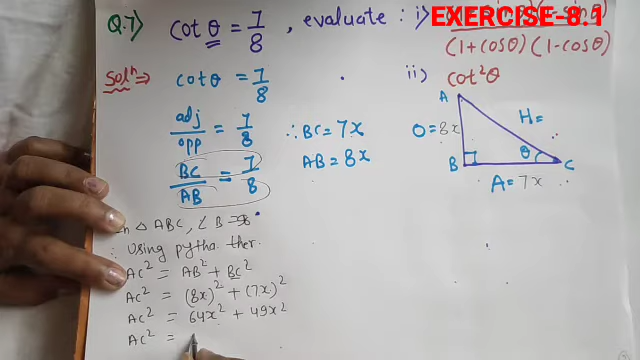 Q.7) cot θ = 7/8 , evaluate : i)
EXERCISE-8.1
(1+cosθ) (1-cosθ)
Solⁿ ⇒ cotθ = 7/8
ii) cot²θ
adj/opp = 7/8
∴ BC = 7x
BC/AB = 7/8
AB = 8x
A
O = 8x
H =
B
θ
C
A = 7x
△ ABC, ∠B = 90
∴ Using pytha. ther.
AC² = AB² + BC²
AC² = (8x)² + (7x)²
AC² = 64x² + 49x²
AC² =